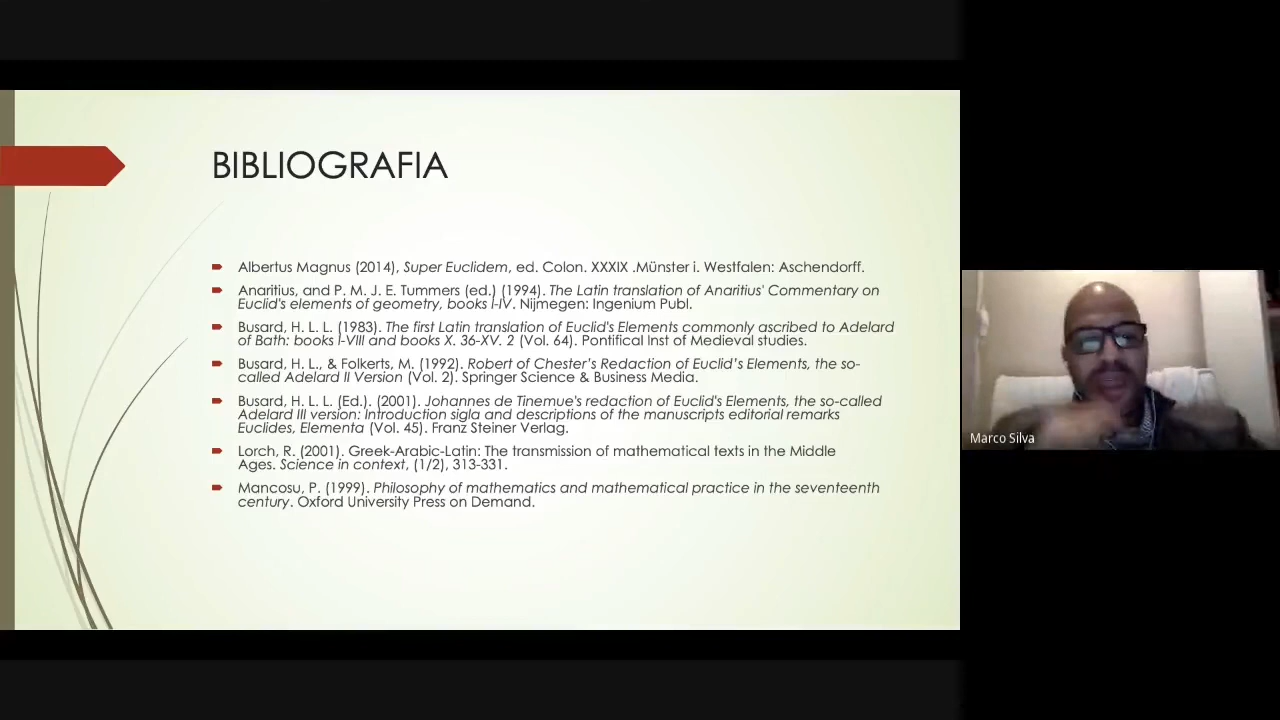 BIBLIOGRAFIA
Albertus Magnus (2014), Super Euclidem, ed. Colon. XXXIX .Münster i. Westfalen: Aschendorff.
Anaritius, and P. M. J. E. Tummers (ed.) (1994). The Latin translation of Anaritius' Commentary on
Euclid's elements of geometry, books I-IV. Nijmegen: Ingenium Publ.
Busard, H. L. L. (1983). The first Latin translation of Euclid's Elements commonly ascribed to Adelard
of Bath: books I-VIII and books X. 36-XV. 2 (Vol. 64). Pontifical Inst of Medieval studies.
Busard, H. L., & Folkerts, M. (1992). Robert of Chester’s Redaction of Euclid’s Elements, the so-
called Adelard II Version (Vol. 2). Springer Science & Business Media.
Busard, H. L. L. (Ed.). (2001). Johannes de Tinemue's redaction of Euclid's Elements, the so-called
Adelard III version: Introduction sigla and descriptions of the manuscripts editorial remarks
Euclides, Elementa (Vol. 45). Franz Steiner Verlag.
Lorch, R. (2001). Greek-Arabic-Latin: The transmission of mathematical texts in the Middle
Ages. Science in context, (1/2), 313-331.
Mancosu, P. (1999). Philosophy of mathematics and mathematical practice in the seventeenth
century. Oxford University Press on Demand.
Marco Silva